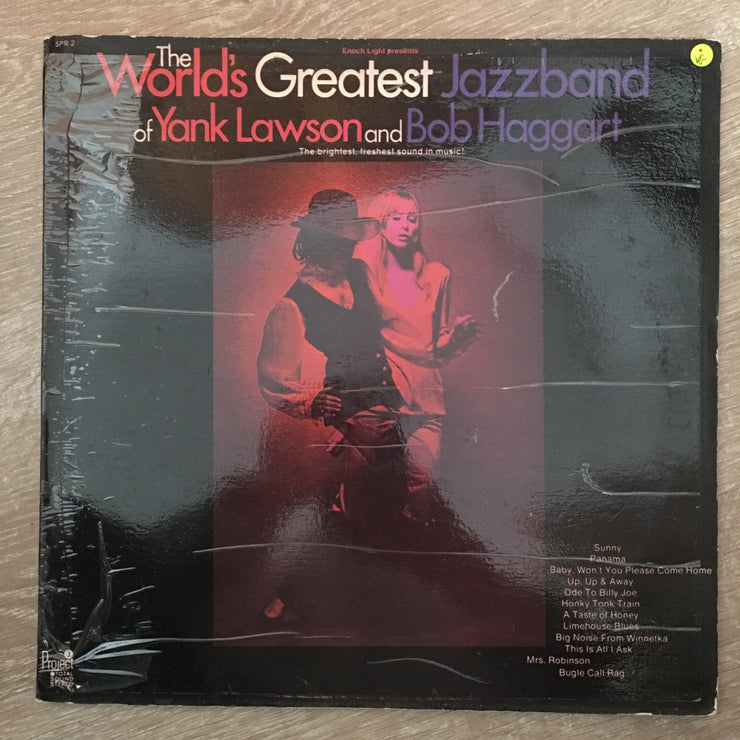 SPR 2
Enoch Light presents
The
World's Greatest Jazzband
of Yank Lawson and Bob Haggart
The brightest, freshest sound in music!
Sunny
Panama
Baby, Won't You Please Come Home
Up, Up & Away
Ode To Billy Joe
Honky Tonk Train
A Taste of Honey
Limehouse Blues
Big Noise From Winnetka
This Is All I Ask
Mrs. Robinson
Bugle Call Rag
Project 3
TOTAL
SOUND
STEREO